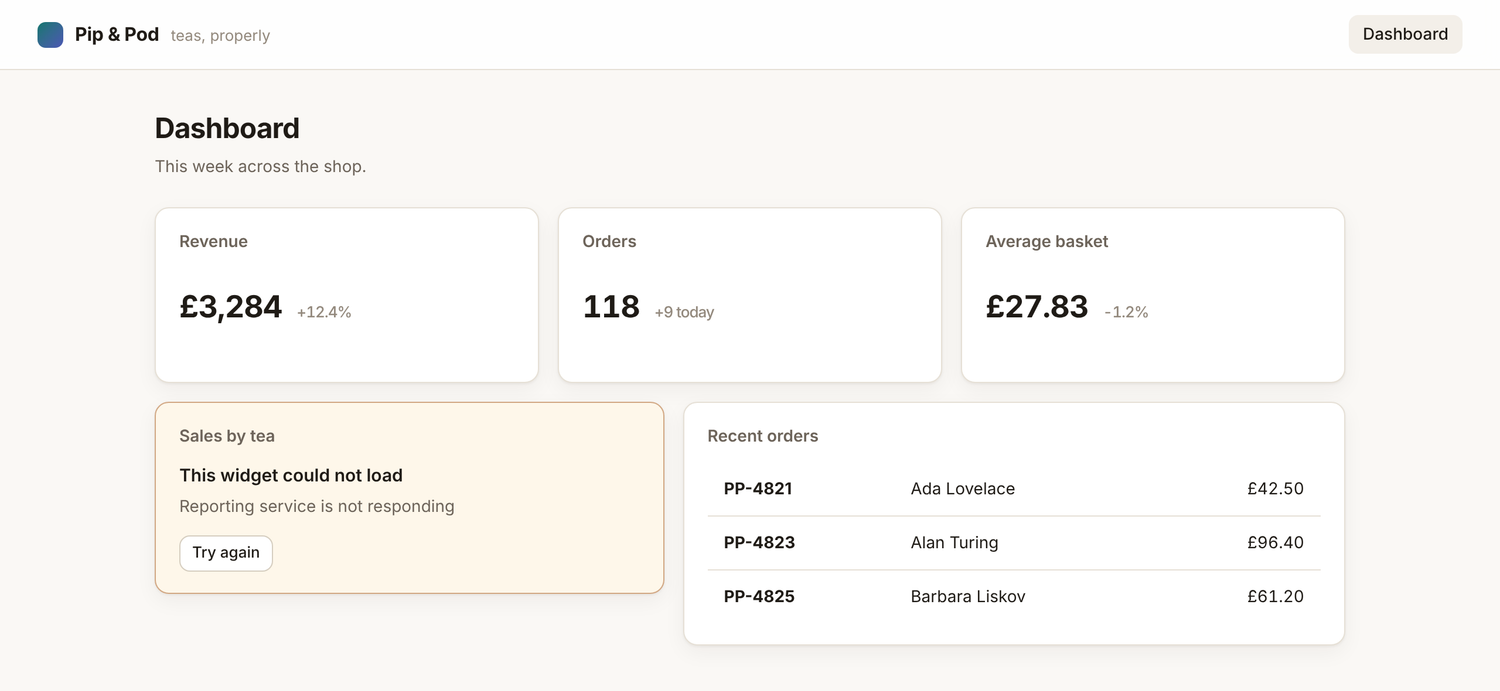 Pip & Pod teas, properly
Dashboard
Dashboard
This week across the shop.
Revenue
£3,284 +12.4%
Orders
118 +9 today
Average basket
£27.83 -1.2%
Sales by tea
This widget could not load
Reporting service is not responding
Try again
Recent orders
PP-4821 Ada Lovelace £42.50
PP-4823 Alan Turing £96.40
PP-4825 Barbara Liskov £61.20